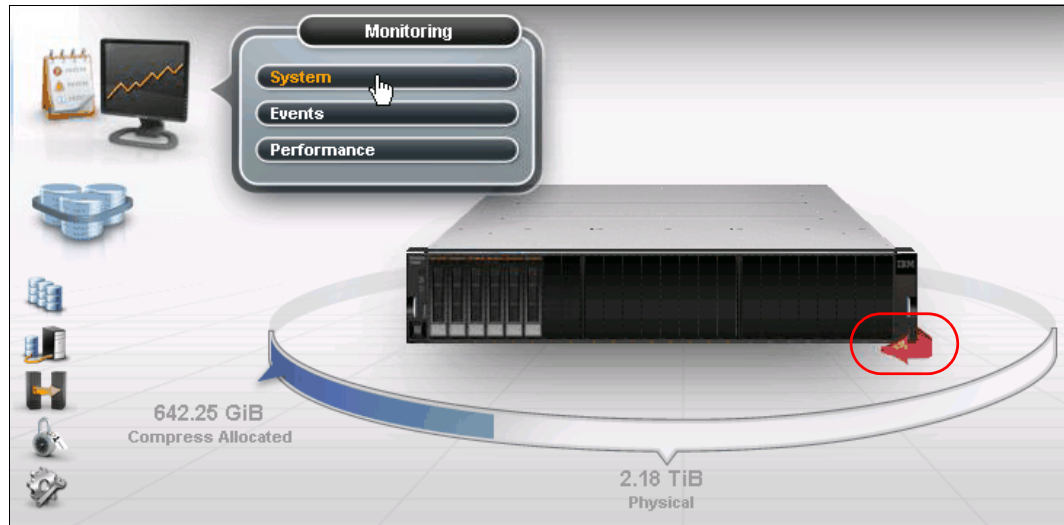 Monitoring
System
Events
Performance
IBM
642.25 GiB
Compress Allocated
2.18 TiB
Physical